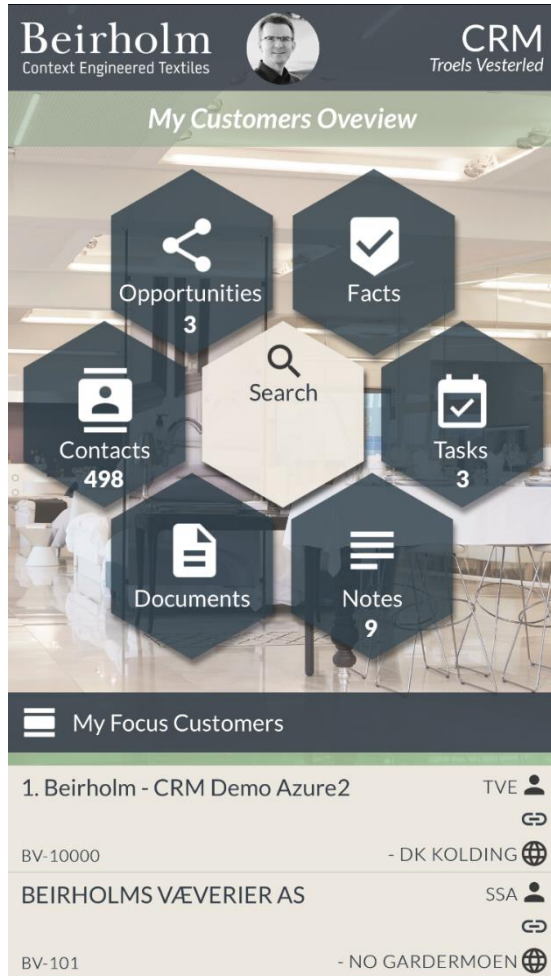 Beirholm
Context Engineered Textiles
CRM
Troels Vesterled
My Customers Oveview
Opportunities
3
Facts
Search
Contacts
498
Tasks
3
Documents
Notes
9
My Focus Customers
1. Beirholm - CRM Demo Azure2
TVE
BV-10000
- DK KOLDING
BEIRHOLMS VÆVERIER AS
SSA
BV-101
- NO GARDERMOEN